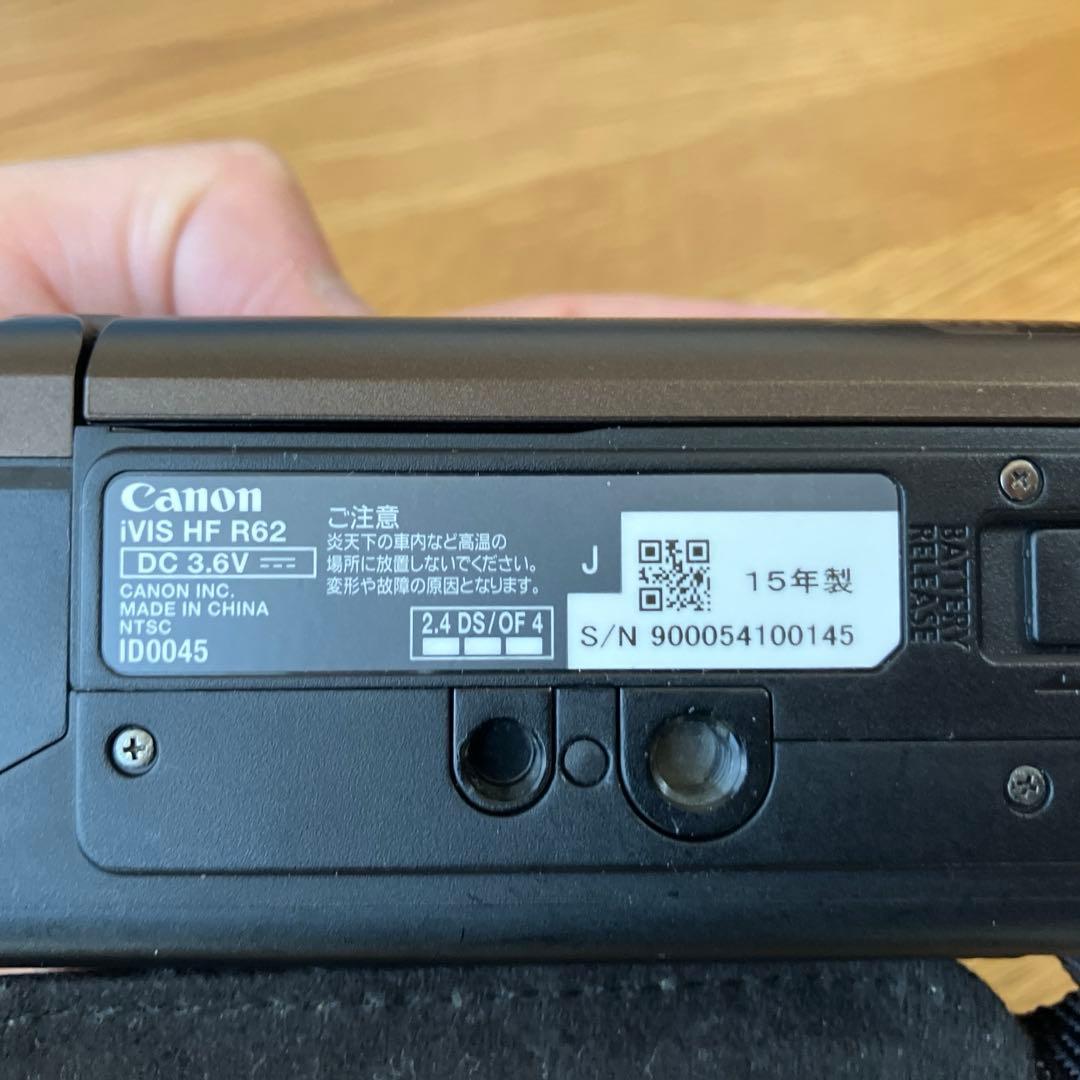 Canon
iVIS HF R62
DC 3.6V
CANON INC.
MADE IN CHINA
NTSC
ID0045
ご注意
炎天下の車内など高温の
場所に放置しないでください。
変形や故障の原因となります。
2.4 DS/OF 4
J
15年製
S/N 900054100145
BATTERY
RELEASE